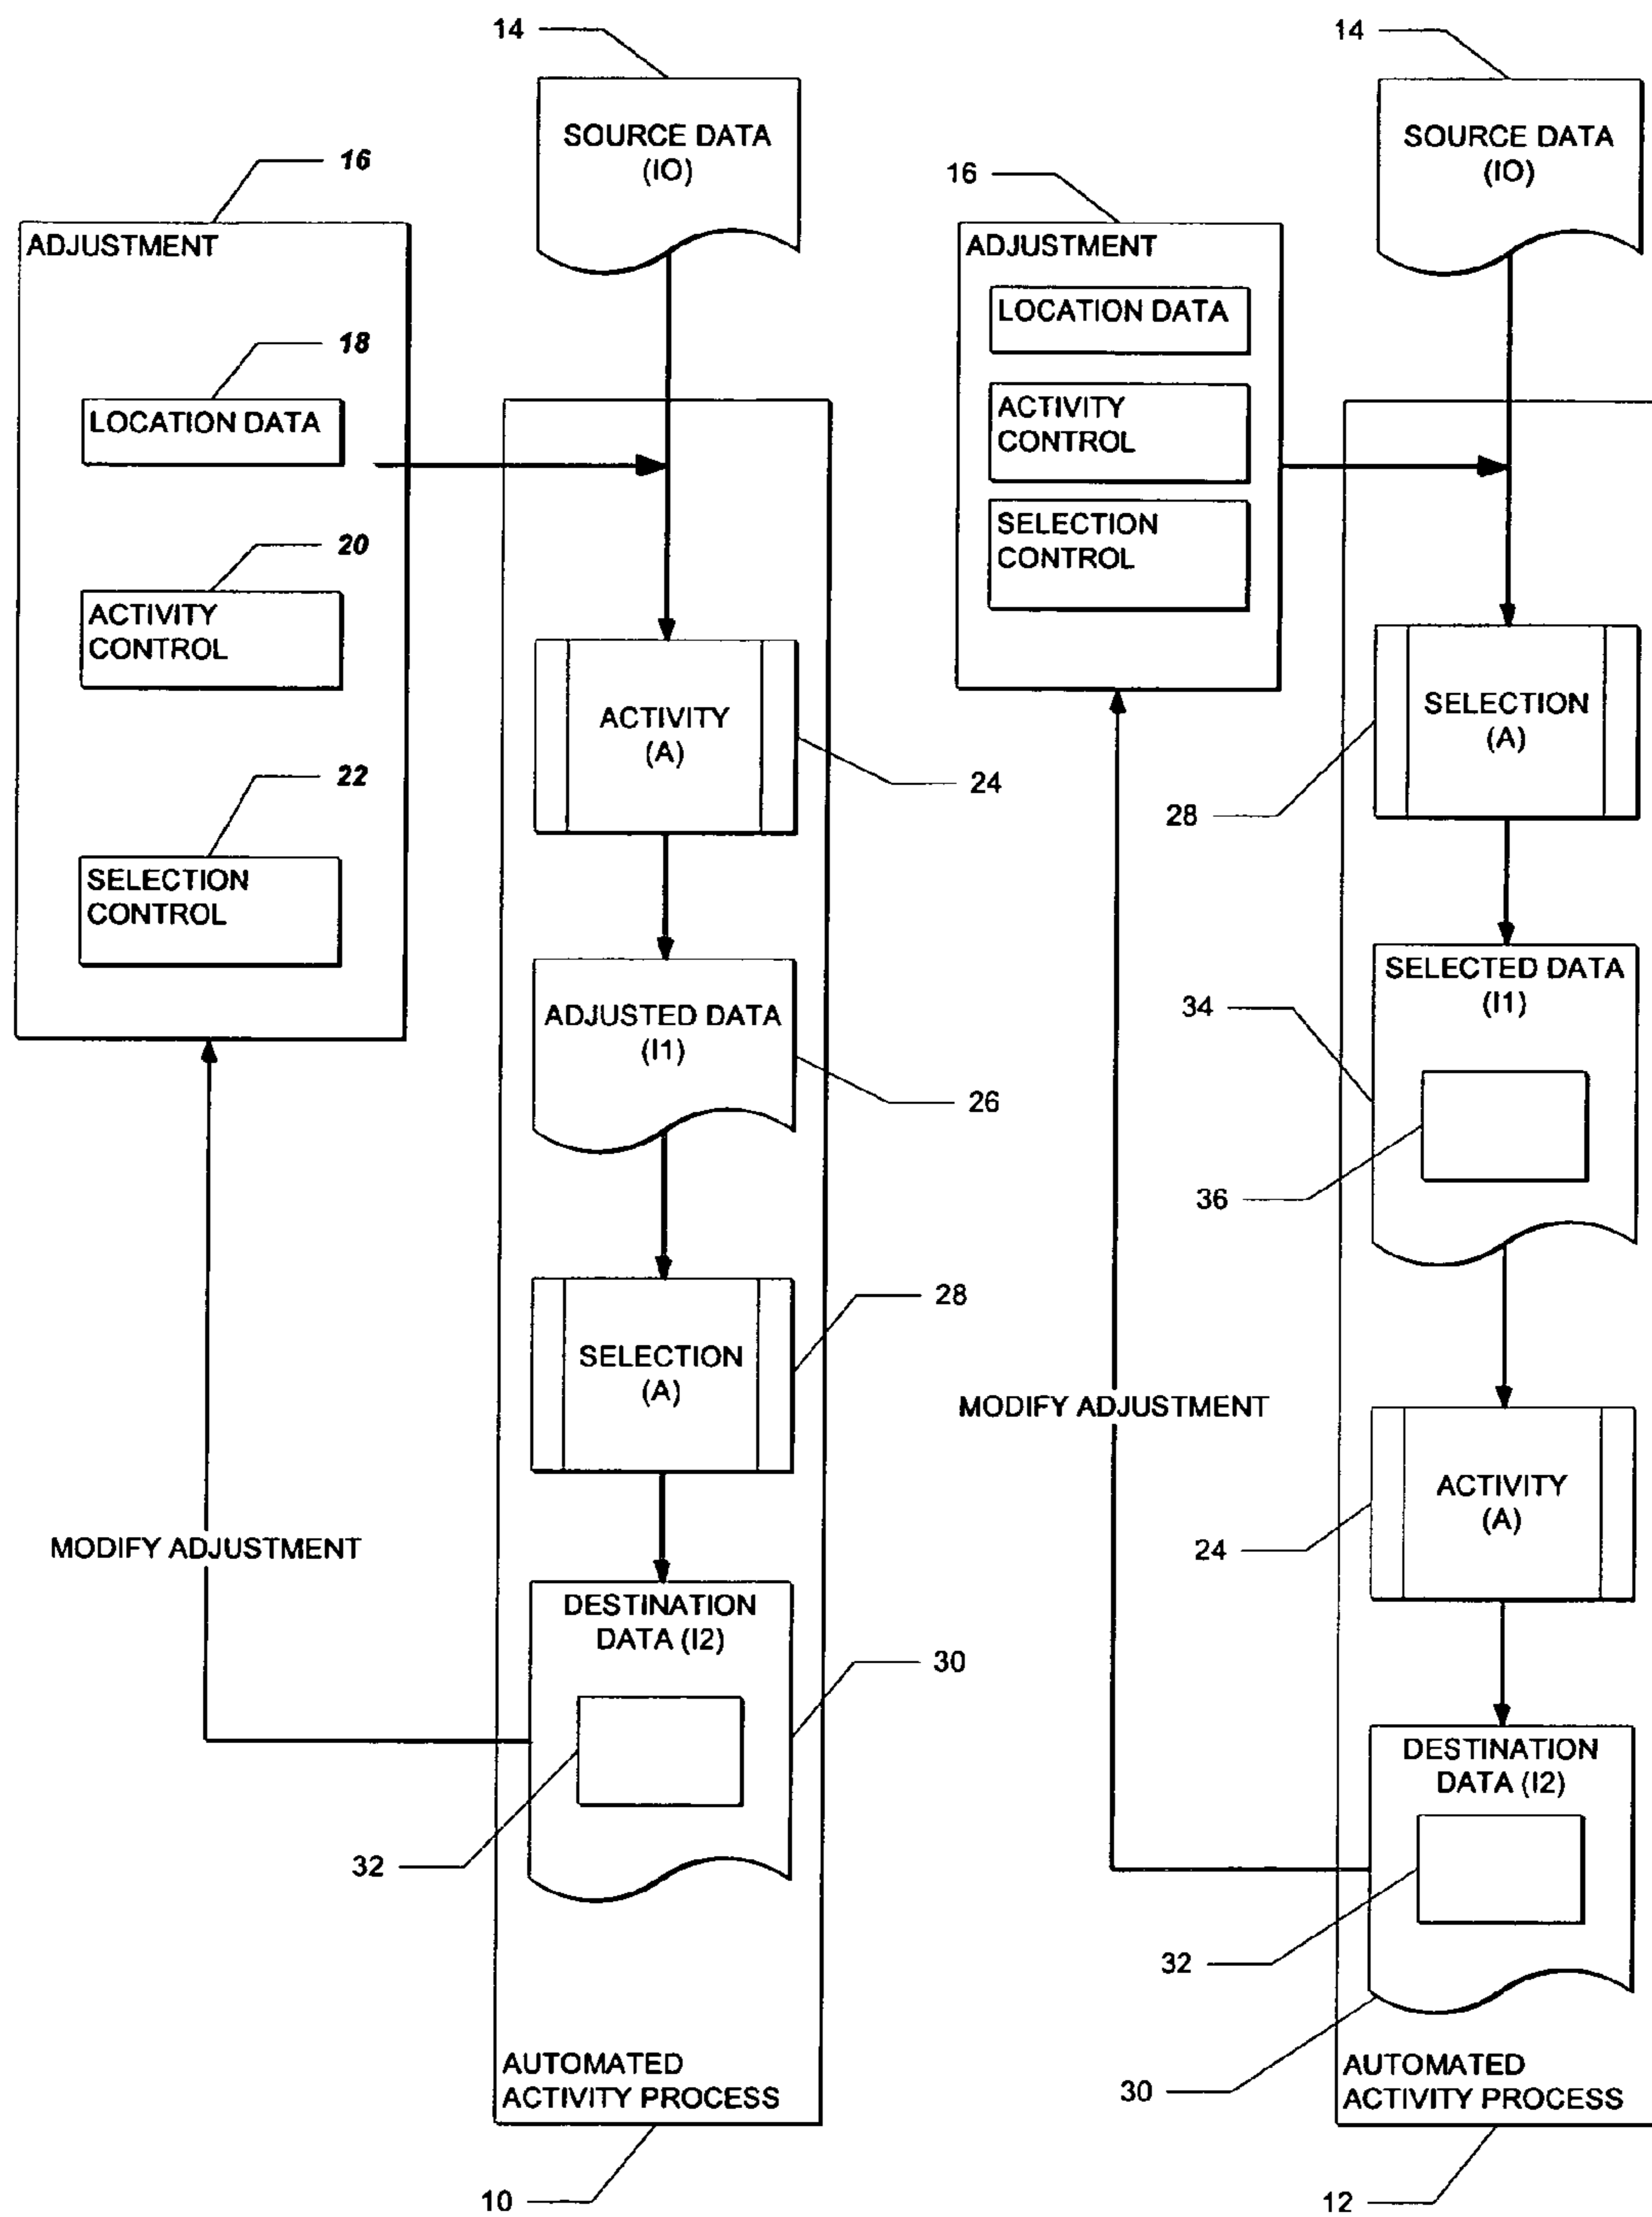 14
SOURCE DATA
(IO)
16
ADJUSTMENT
18
LOCATION DATA
20
ACTIVITY
CONTROL
22
SELECTION
CONTROL
ACTIVITY
(A)
24
ADJUSTED DATA
(I1)
26
SELECTION
(A)
28
MODIFY ADJUSTMENT
DESTINATION
DATA (I2)
30
32
AUTOMATED
ACTIVITY PROCESS
10
14
SOURCE DATA
(IO)
16
ADJUSTMENT
LOCATION DATA
ACTIVITY
CONTROL
SELECTION
CONTROL
SELECTION
(A)
28
SELECTED DATA
(I1)
34
36
MODIFY ADJUSTMENT
ACTIVITY
(A)
24
DESTINATION
DATA (I2)
32
30
AUTOMATED
ACTIVITY PROCESS
12